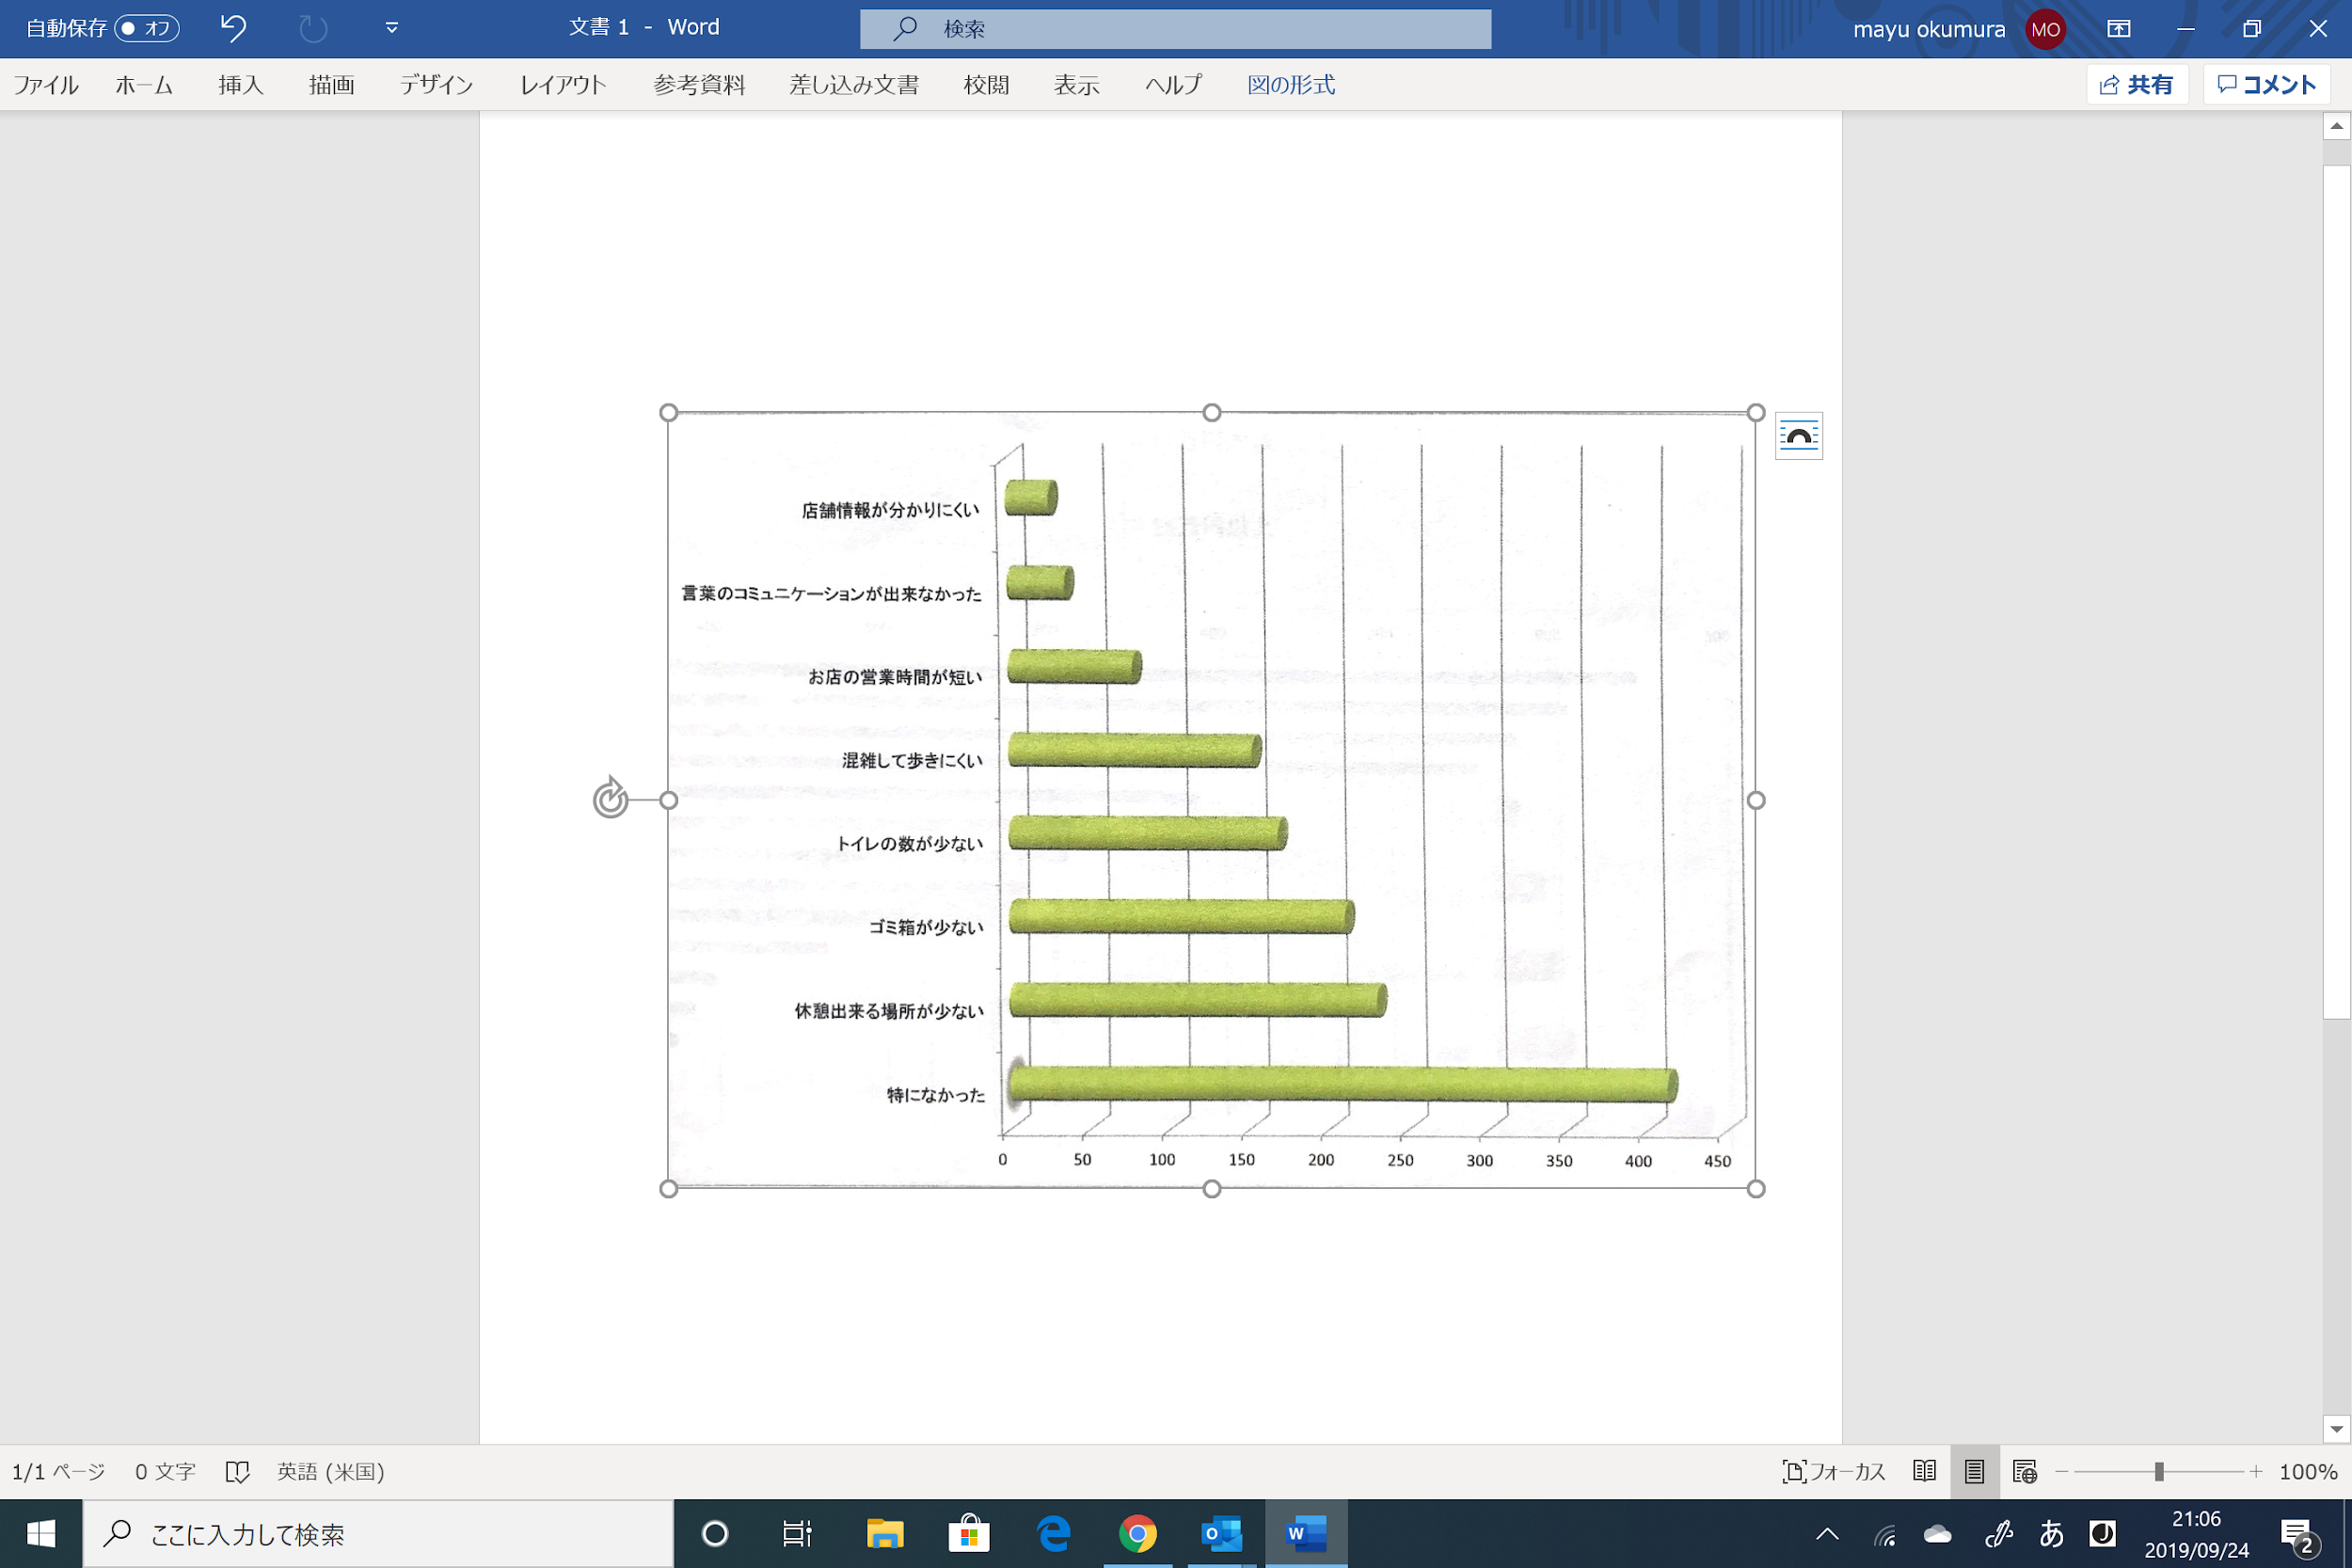 自動保存 オフ
文書 1 - Word
検索
mayu okumura MO
ファイル ホーム 挿入 描画 デザイン レイアウト 参考資料 差し込み文書 校閲 表示 ヘルプ 図の形式 共有 コメント
店舗情報が分かりにくい
言葉のコミュニケーションが出来なかった
お店の営業時間が短い
混雑して歩きにくい
トイレの数が少ない
ゴミ箱が少ない
休憩出来る場所が少ない
特になかった
0 50 100 150 200 250 300 350 400 450
1/1 ページ 0 文字 英語 (米国) フォーカス 100%
ここに入力して検索
あ
21:06
2019/09/24
2